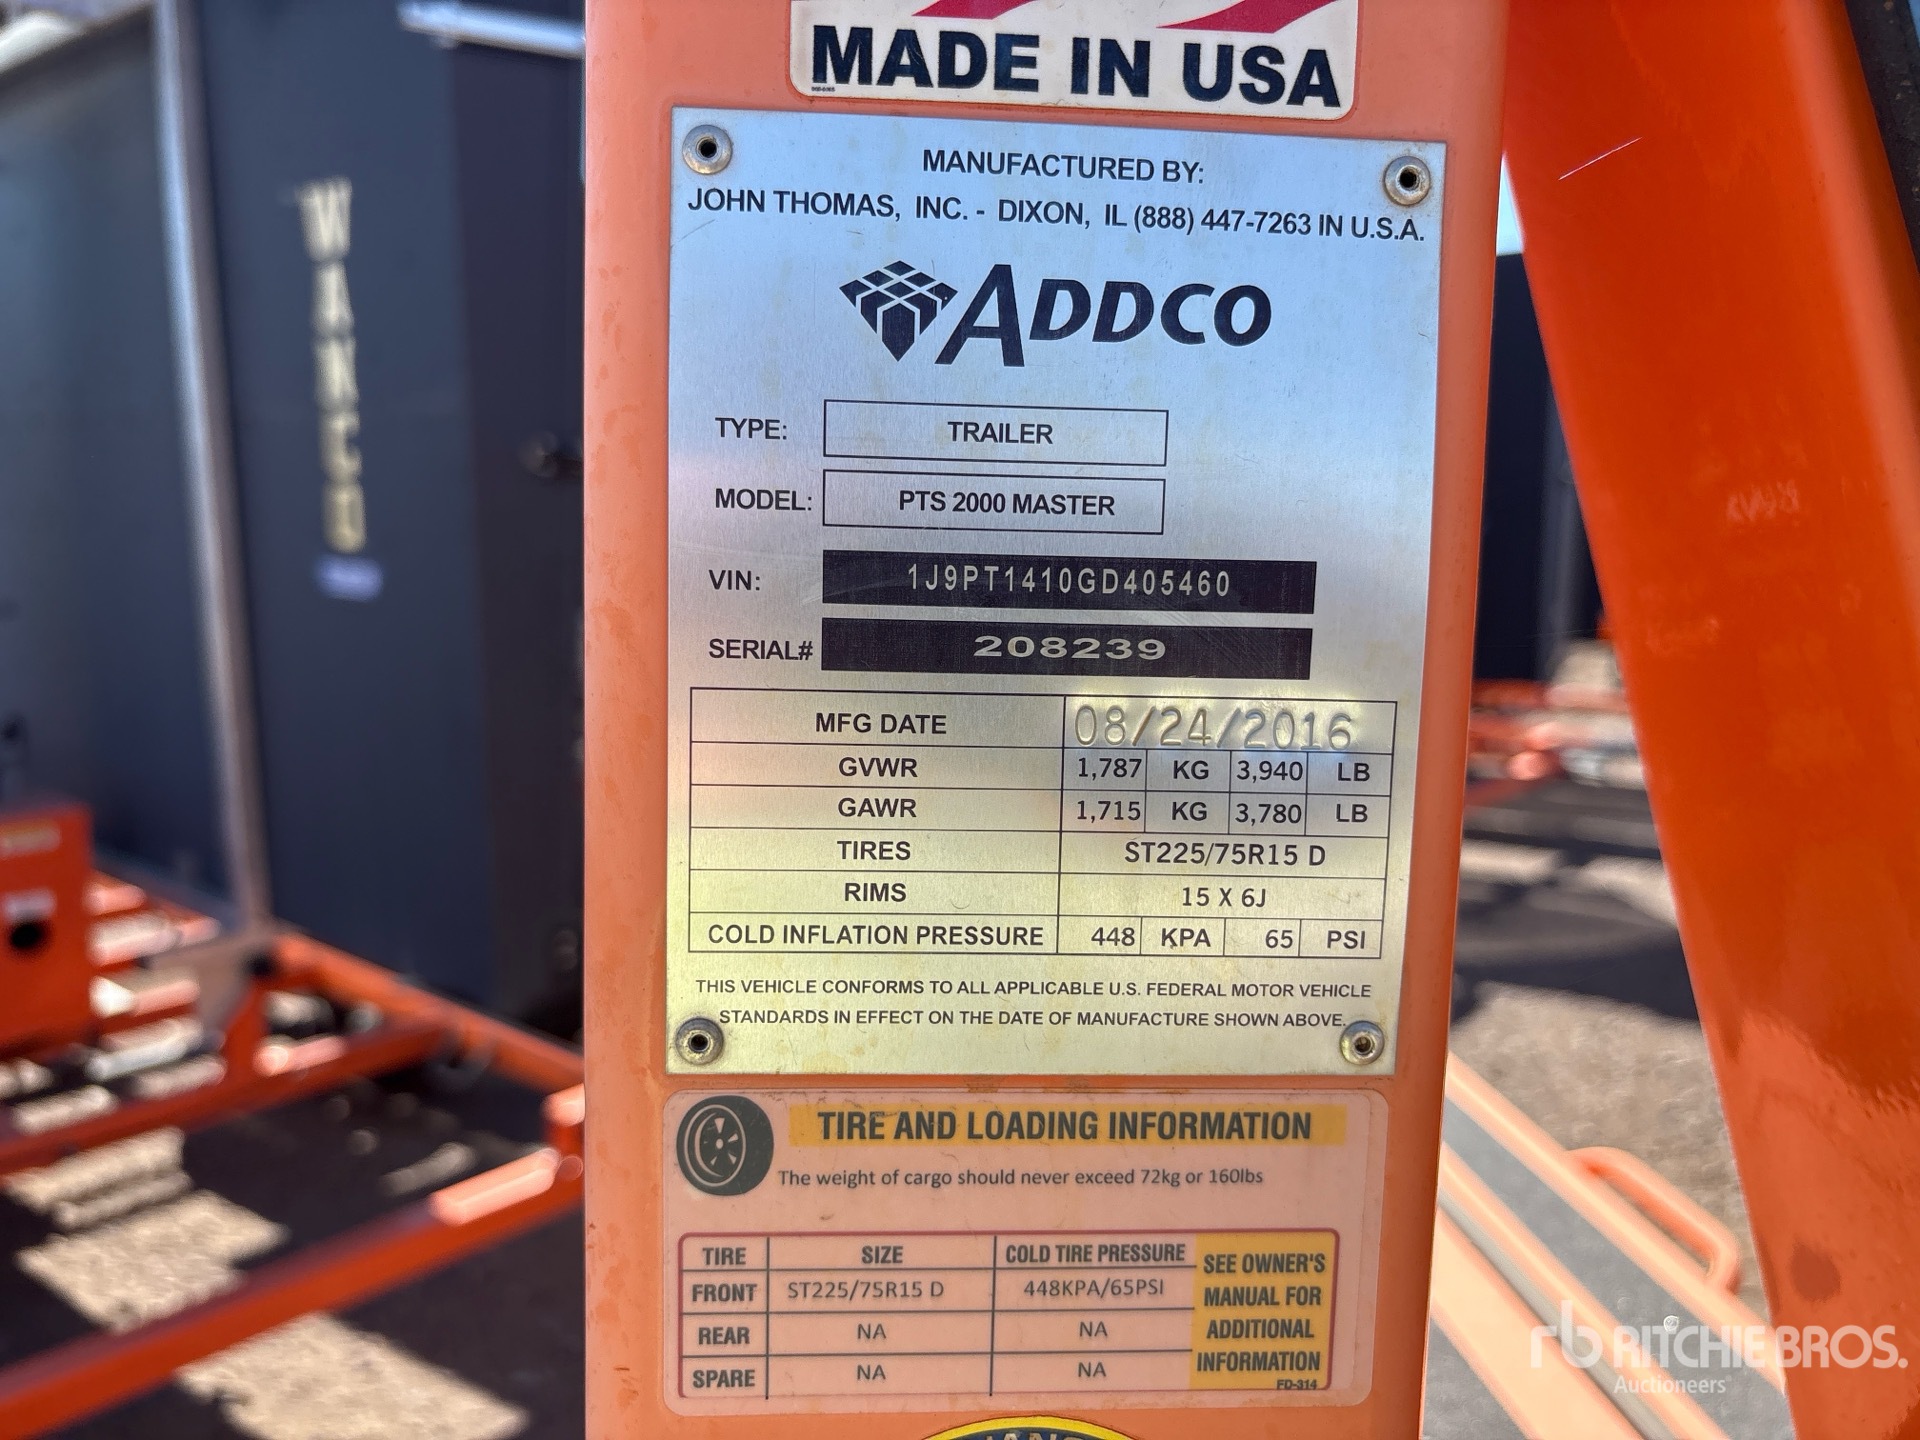 MADE IN USA
MANUFACTURED BY:
JOHN THOMAS, INC. - DIXON, IL (888) 447-7263 IN U.S.A.
ADDCO
TYPE: TRAILER
MODEL: PTS 2000 MASTER
VIN: 1J9PT1410GD405460
SERIAL# 208239
MFG DATE 08/24/2016
GVWR 1,787 KG 3,940 LB
GAWR 1,715 KG 3,780 LB
TIRES ST225/75R15 D
RIMS 15 X 6J
COLD INFLATION PRESSURE 448 KPA 65 PSI
THIS VEHICLE CONFORMS TO ALL APPLICABLE U.S. FEDERAL MOTOR VEHICLE
STANDARDS IN EFFECT ON THE DATE OF MANUFACTURE SHOWN ABOVE.
TIRE AND LOADING INFORMATION
The weight of cargo should never exceed 72kg or 160lbs
TIRE SIZE COLD TIRE PRESSURE
FRONT ST225/75R15 D 448KPA/65PSI
REAR NA NA
SPARE NA NA
SEE OWNER'S
MANUAL FOR
ADDITIONAL
INFORMATION
FD-314
WANCO
rb RITCHIE BROS.
Auctioneers